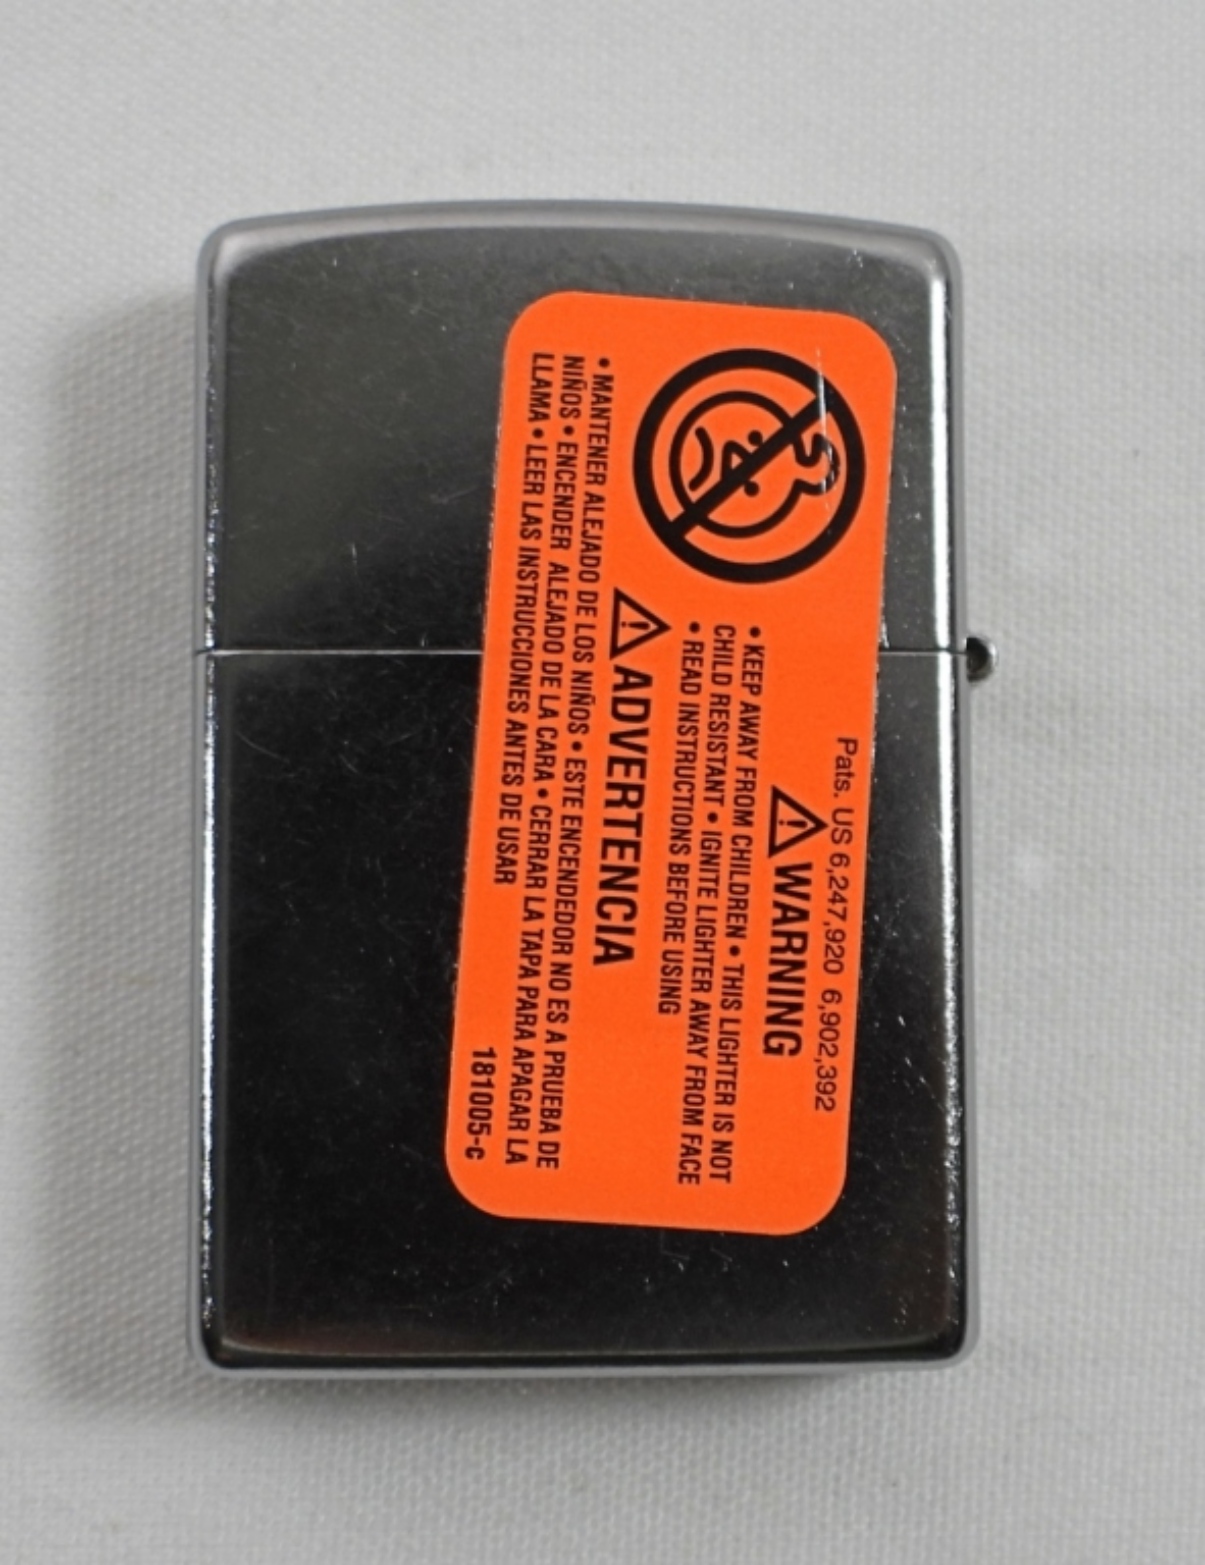 Pats. US 6,247,920 6,902,392
WARNING
• KEEP AWAY FROM CHILDREN • THIS LIGHTER IS NOT
CHILD RESISTANT • IGNITE LIGHTER AWAY FROM FACE
• READ INSTRUCTIONS BEFORE USING
ADVERTENCIA
• MANTENER ALEJADO DE LOS NIÑOS • ESTE ENCENDEDOR NO ES A PRUEBA DE
NIÑOS • ENCENDER ALEJADO DE LA CARA • CERRAR LA TAPA PARA APAGAR LA
LLAMA • LEER LAS INSTRUCCIONES ANTES DE USAR
181005-c